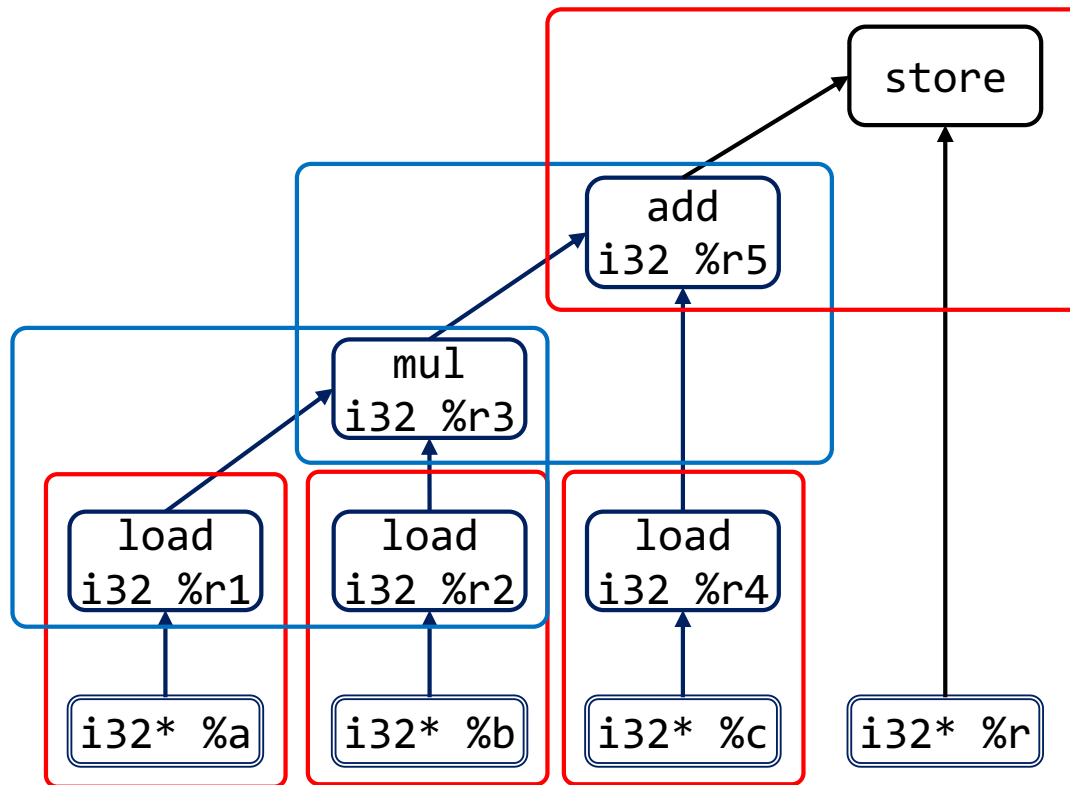 store
add
i32 %r5
mul
i32 %r3
load
i32 %r1
load
i32 %r2
load
i32 %r4
i32* %a
i32* %b
i32* %c
i32* %r